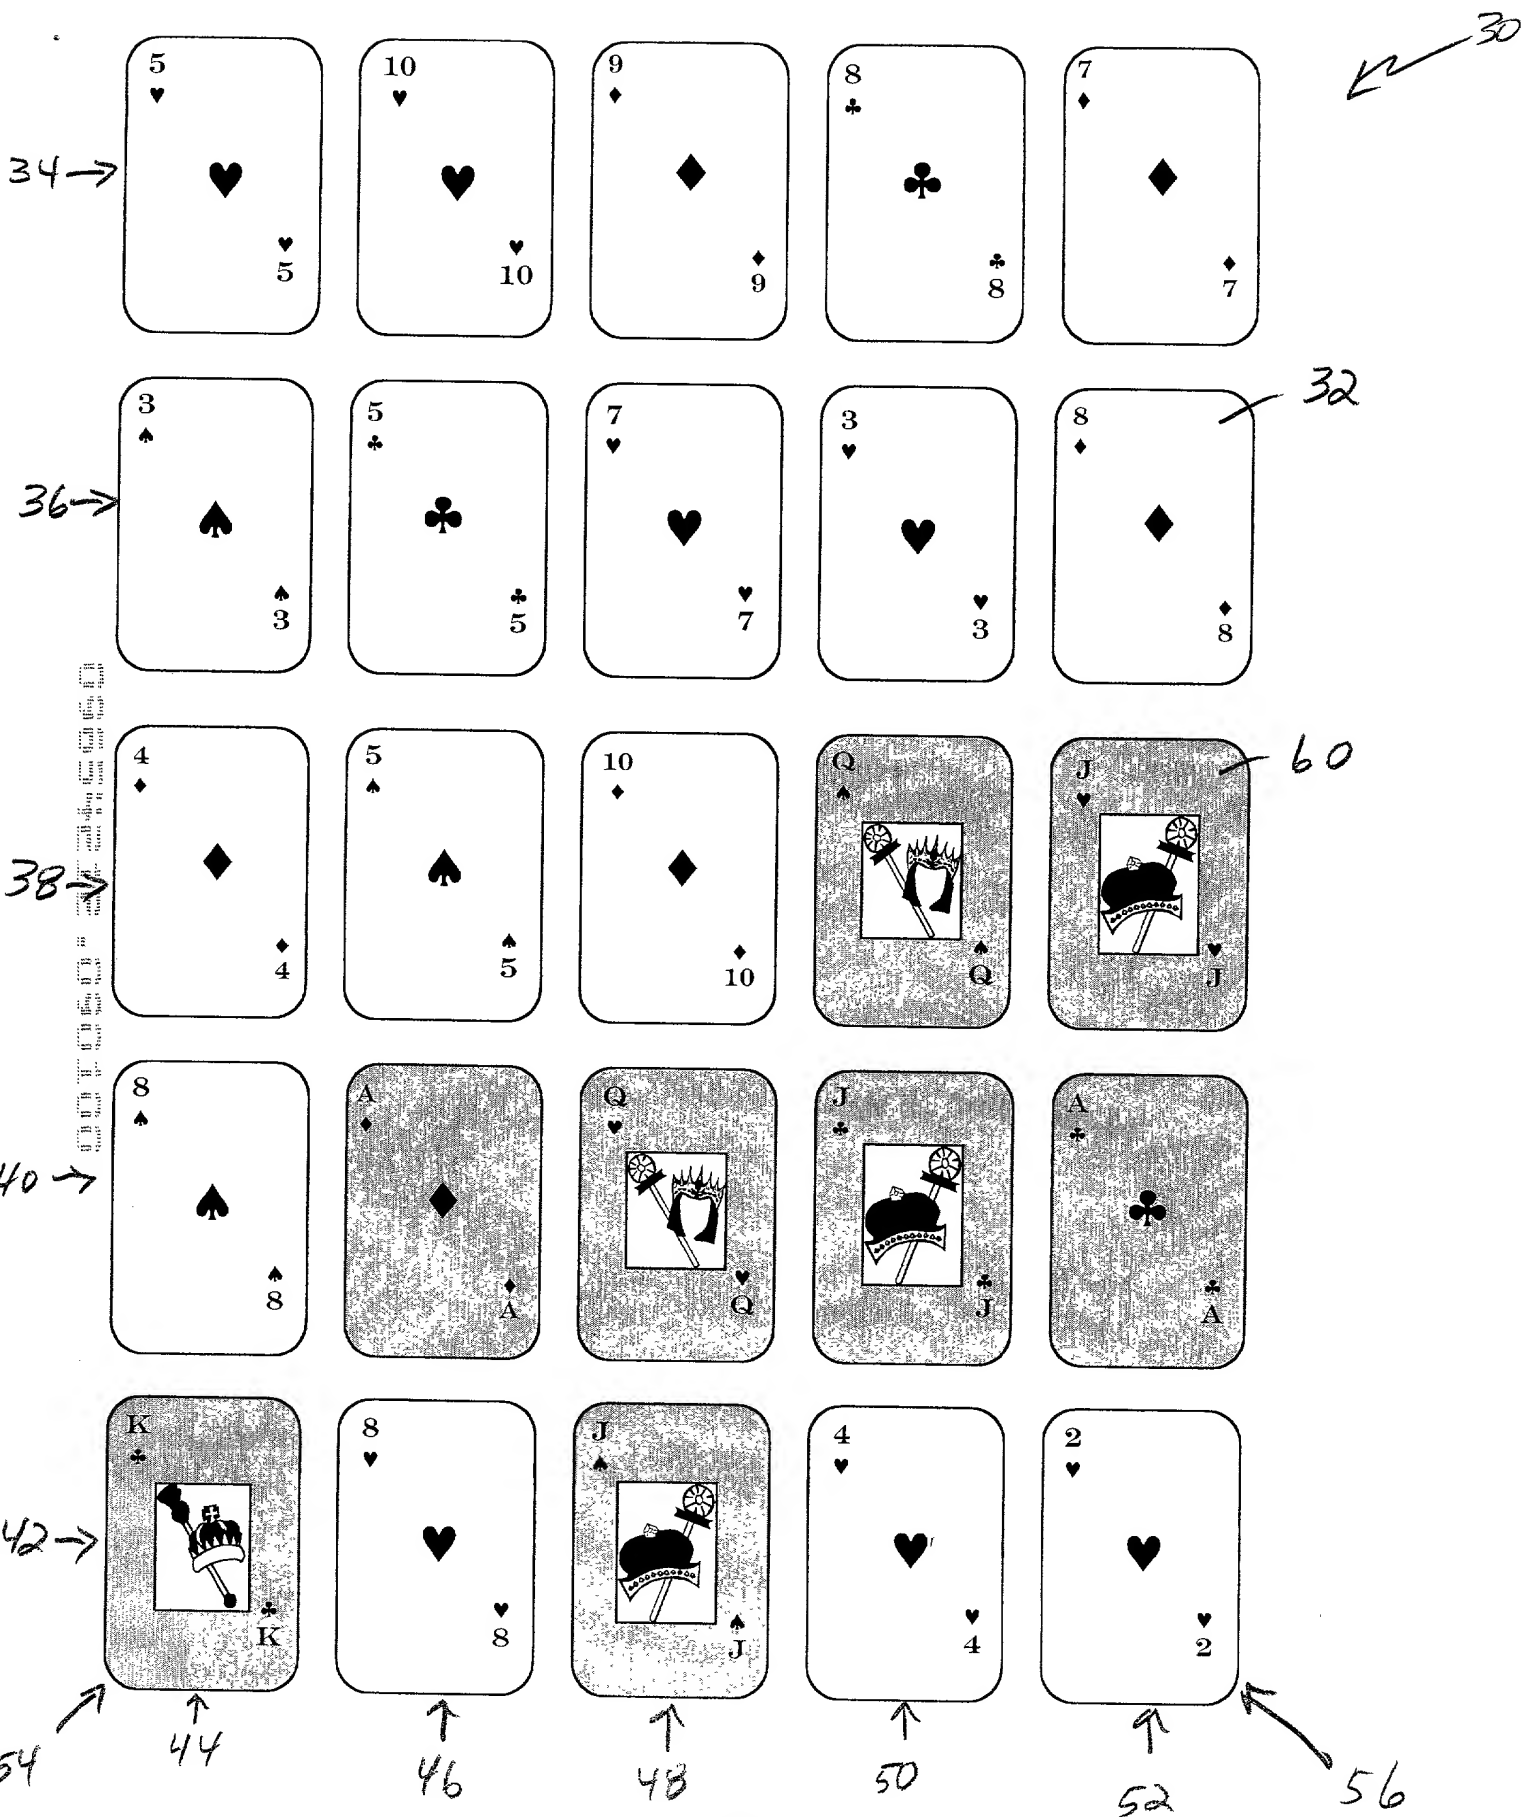 30
5 10 9 8 7
♥ ♥ ♦ ♣ ♦
34
♥ ♥ ♦ ♣ ♦
5 10 9 8 7
32
3 5 7 3 8
♠ ♣ ♥ ♥ ♦
36
♠ ♣ ♥ ♥ ♦
3 5 7 3 8
4 5 10 Q J
♦ ♠ ♦ ♠ ♥
60
38
♦ ♠ ♦ ♠ ♥
4 5 10 Q J
8 A Q J A
♠ ♦ ♥ ♣ ♣
40
♠ ♦ ♥ ♣ ♣
8 A Q J A
K 8 J 4 2
♣ ♥ ♠ ♥ ♥
42
♣ ♥ ♠ ♥ ♥
K 8 J 4 2
54 44 46 48 50 52 56